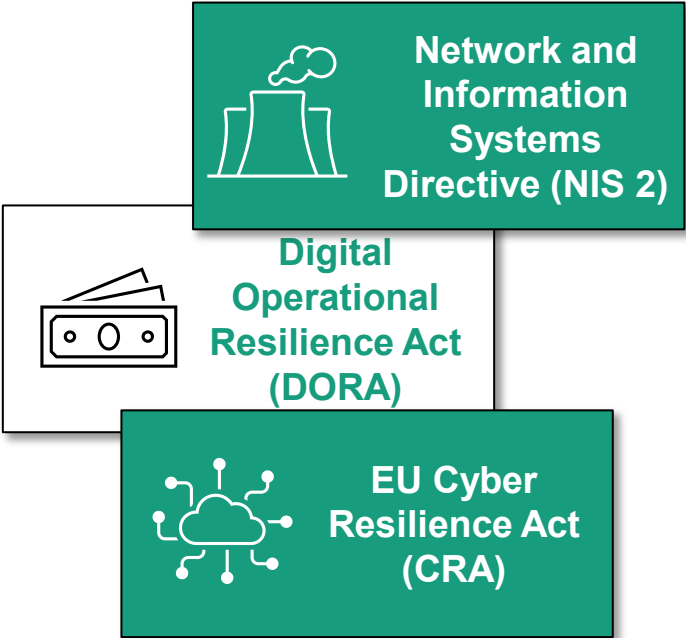 Network and
Information
Systems
Directive (NIS 2)
Digital
Operational
Resilience Act
(DORA)
EU Cyber
Resilience Act
(CRA)